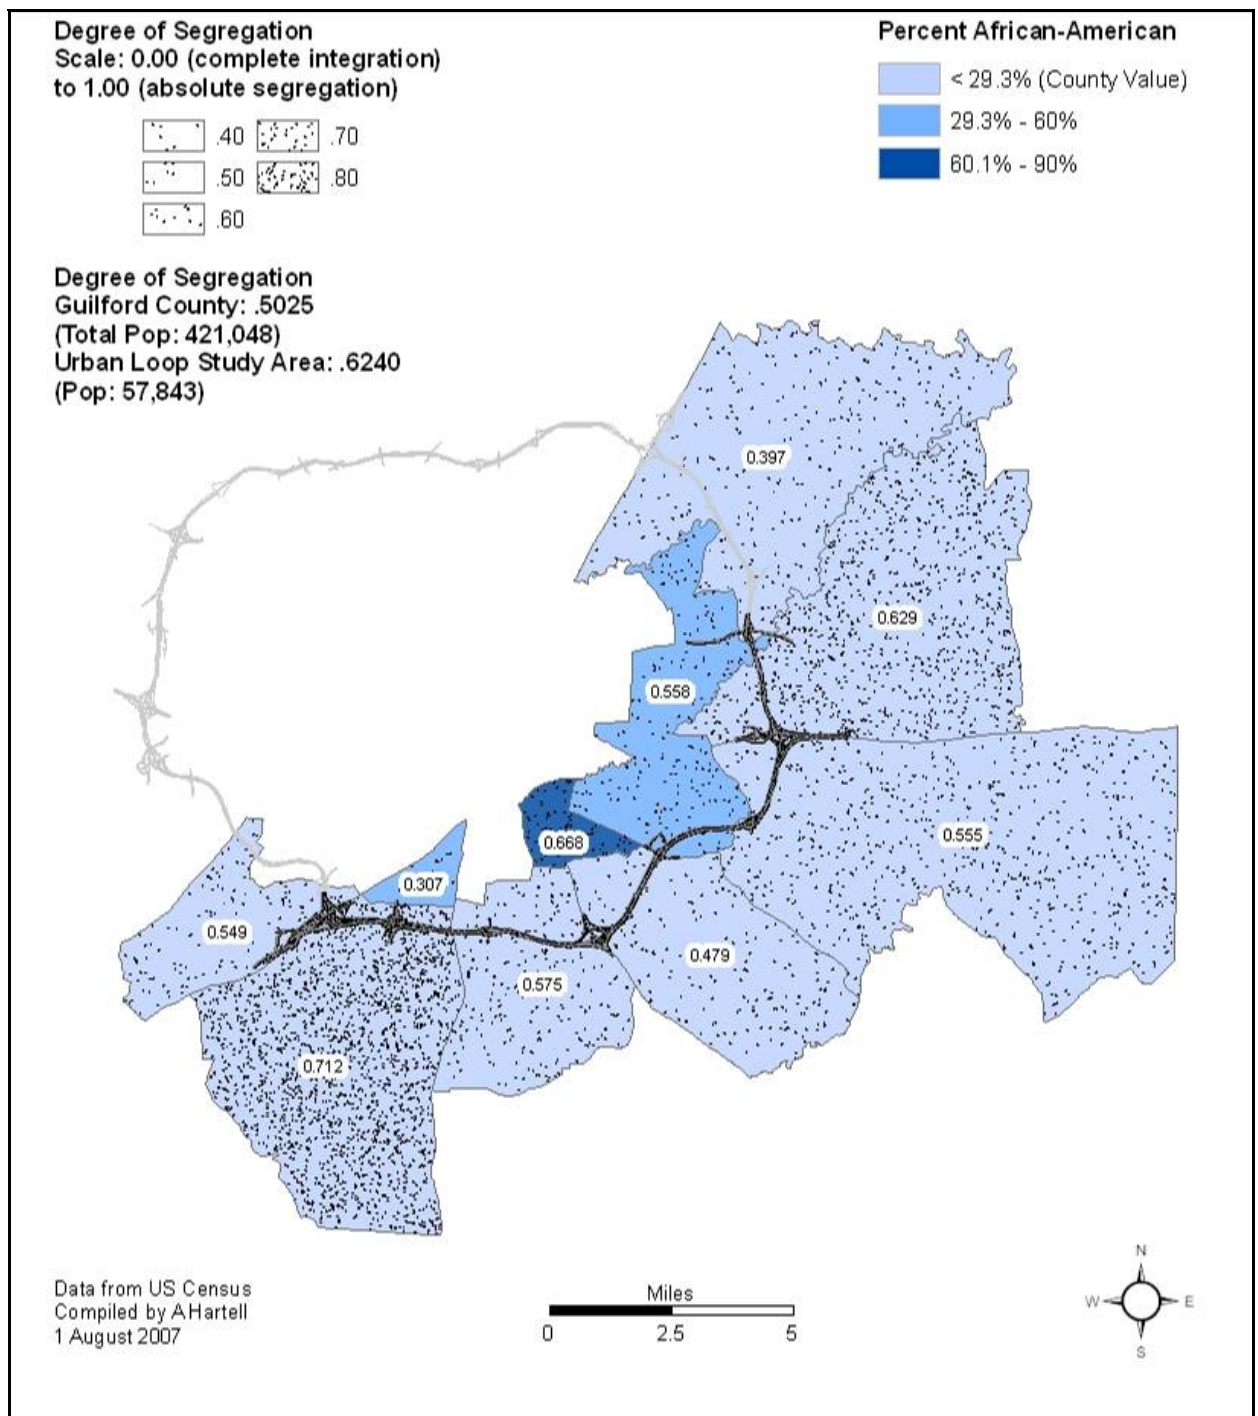 Degree of Segregation
Scale: 0.00 (complete integration)
to 1.00 (absolute segregation)
.40 .70
.50 .80
.60
Percent African-American
< 29.3% (County Value)
29.3% - 60%
60.1% - 90%
Degree of Segregation
Guilford County: .5025
(Total Pop: 421,048)
Urban Loop Study Area: .6240
(Pop: 57,843)
0.397
0.629
0.558
0.555
0.668
0.307
0.549
0.479
0.575
0.712
Data from US Census
Compiled by A Hartell
1 August 2007
Miles
0 2.5 5
N
W E
S